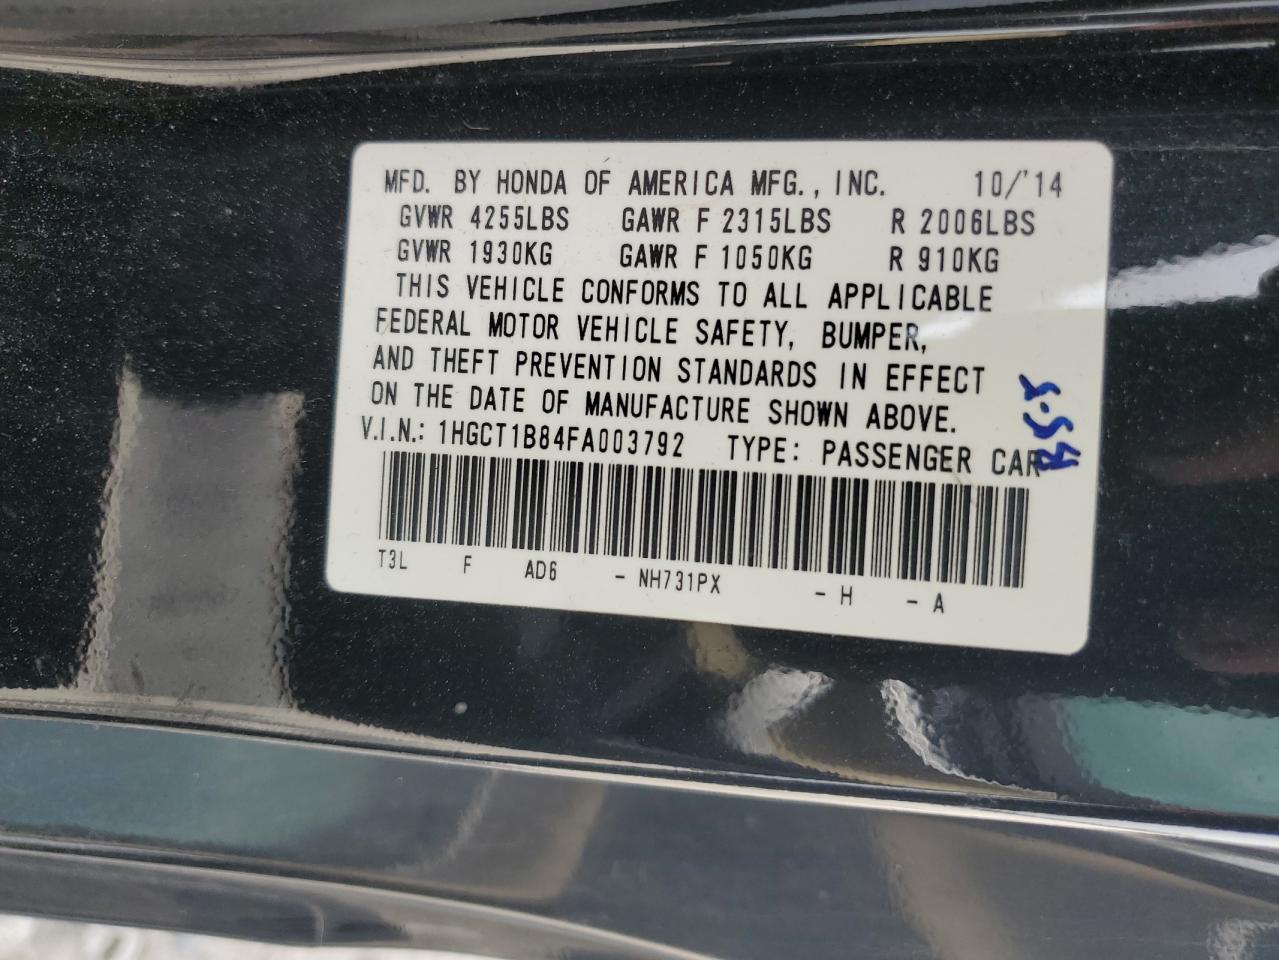 MFD. BY HONDA OF AMERICA MFG., INC. 10/'14
GVWR 4255LBS GAWR F 2315LBS R 2006LBS
GVWR 1930KG GAWR F 1050KG R 910KG
THIS VEHICLE CONFORMS TO ALL APPLICABLE
FEDERAL MOTOR VEHICLE SAFETY, BUMPER,
AND THEFT PREVENTION STANDARDS IN EFFECT
ON THE DATE OF MANUFACTURE SHOWN ABOVE.
V.I.N.: 1HGCT1B84FA003792 TYPE: PASSENGER CAR
T3L F AD6 - NH731PX - H - A